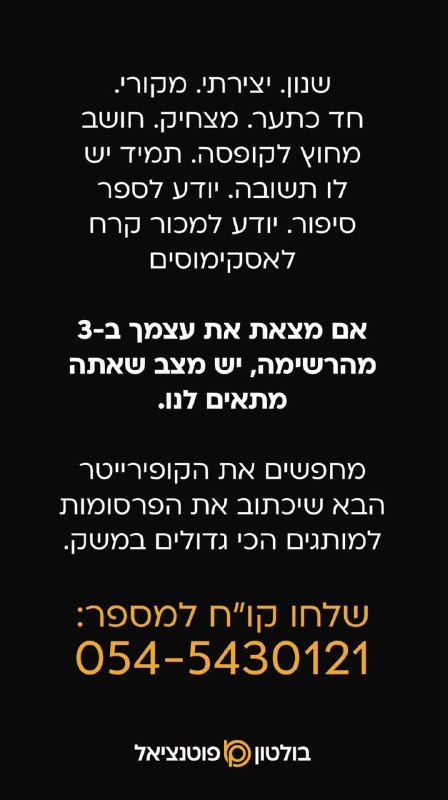 שנון. יצירתי. מקורי.
חד כתער. מצחיק. חושב
מחוץ לקופסה. תמיד יש
לו תשובה. יודע לספר
סיפור. יודע למכור קרח
לאסקימוסים
אם מצאת את עצמך ב-3
מהרשימה, יש מצב שאתה
מתאים לנו.
מחפשים את הקופירייטר
הבא שיכתוב את הפרסומות
למותגים הכי גדולים במשק.
שלחו קו"ח למספר:
054-5430121
בולטון פוטנציאל